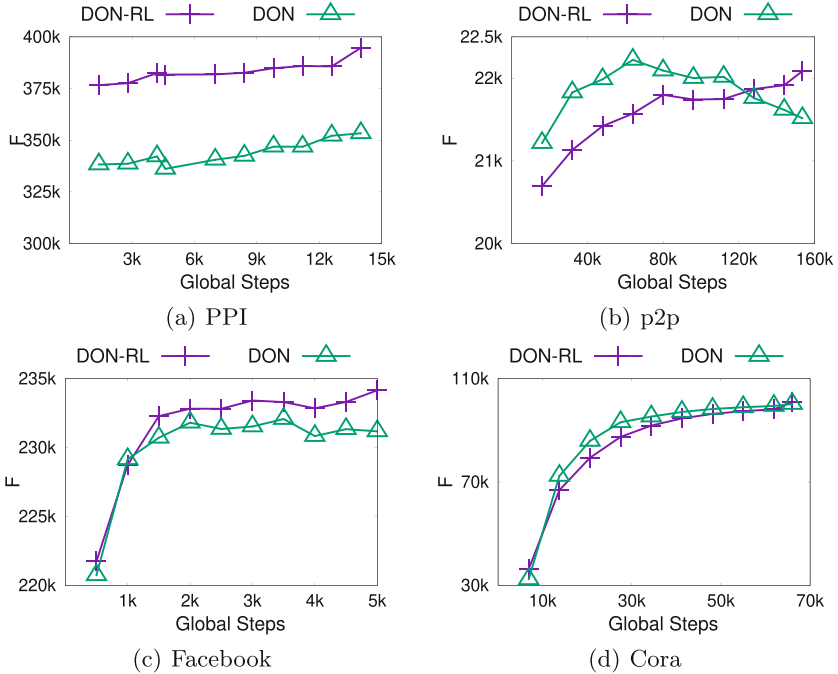 DON-RL DON
400k
375k
350k
325k
300k
F
3k 6k 9k 12k 15k
Global Steps
(a) PPI
DON-RL DON
22.5k
22k
21k
20k
F
40k 80k 120k 160k
Global Steps
(b) p2p
DON-RL DON
235k
230k
225k
220k
F
1k 2k 3k 4k 5k
Global Steps
(c) Facebook
DON-RL DON
110k
70k
30k
F
10k 30k 50k 70k
Global Steps
(d) Cora